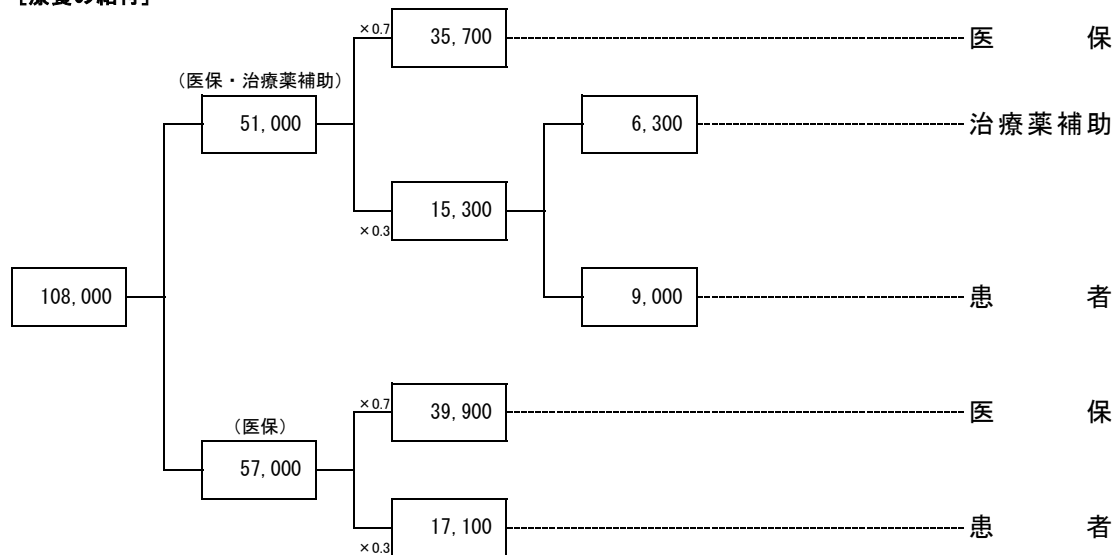 ［療養の給付］
×0.7 35,700 医保
（医保・治療薬補助）
51,000
6,300 治療薬補助
×0.3 15,300
108,000
9,000 患者
×0.7 39,900 医保
（医保）
57,000
×0.3 17,100 患者